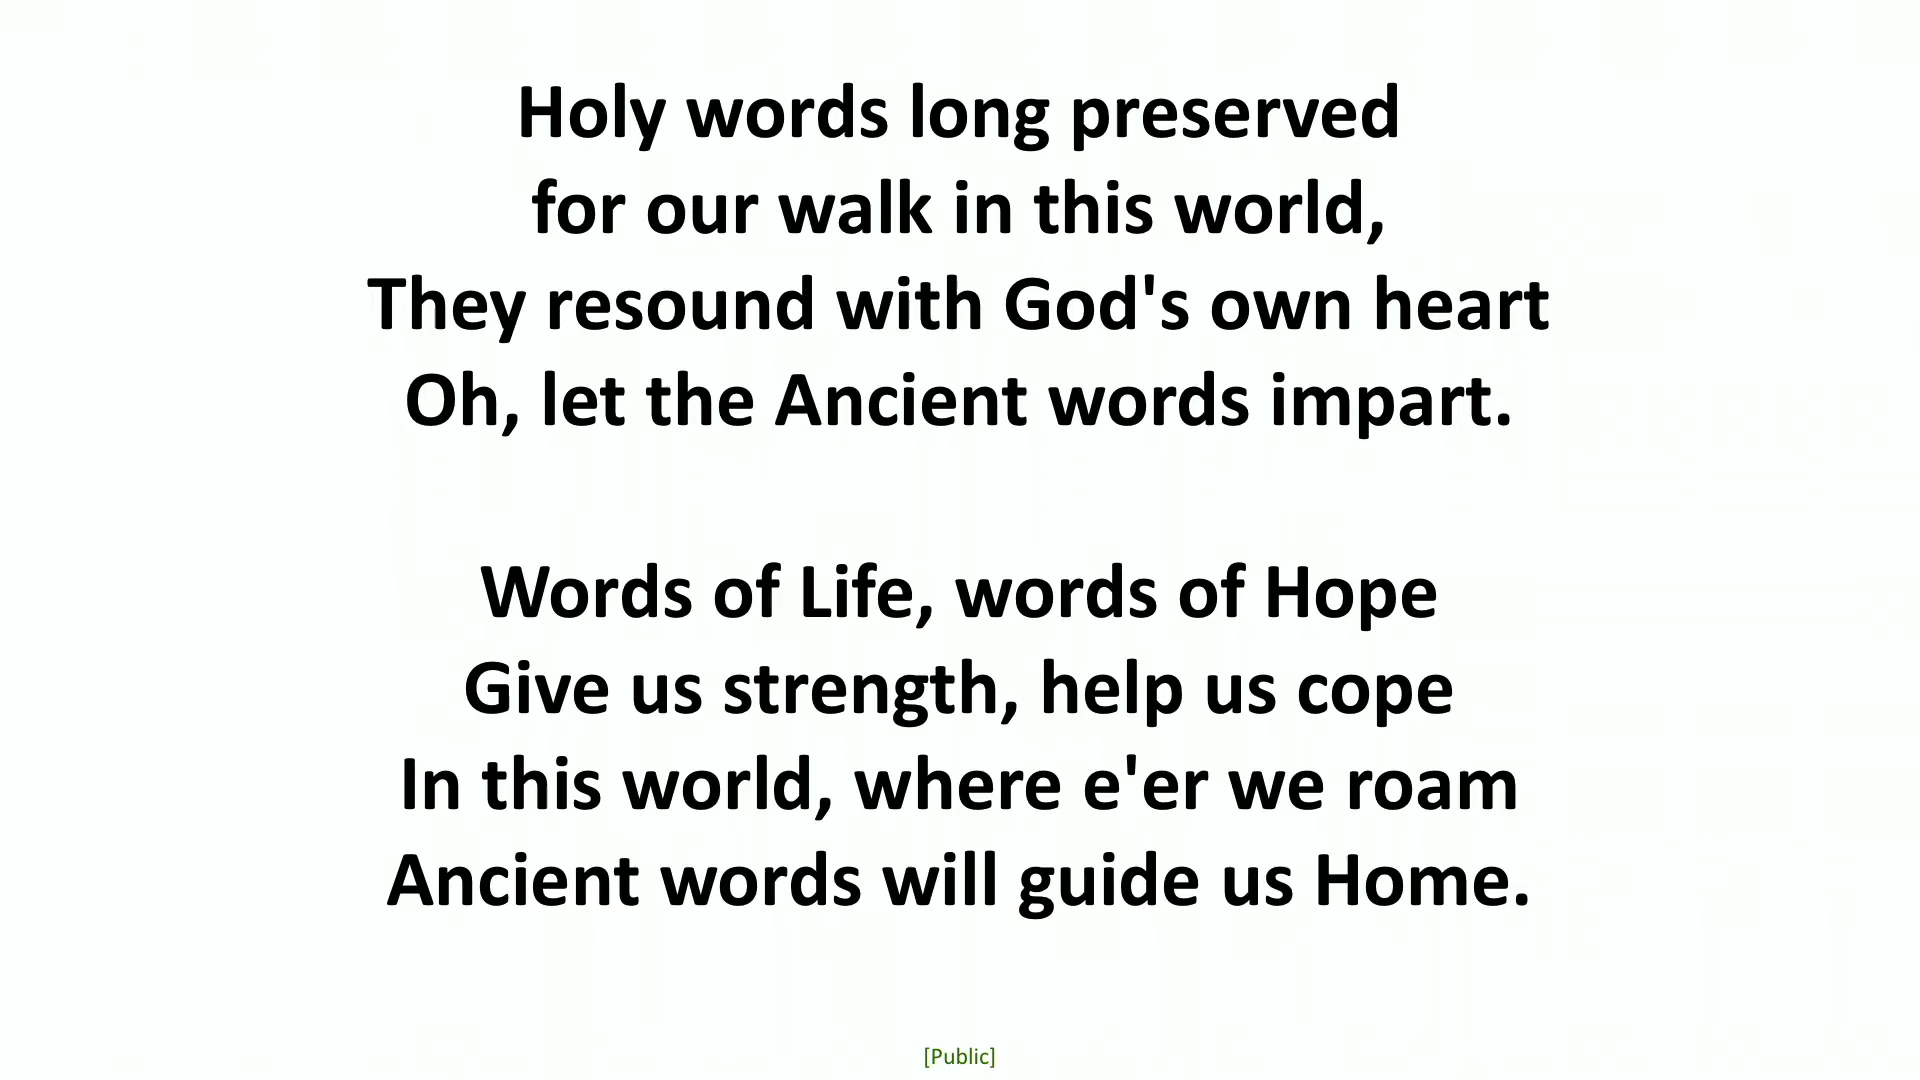 Holy words long preserved
for our walk in this world,
They resound with God's own heart
Oh, let the Ancient words impart.
Words of Life, words of Hope
Give us strength, help us cope
In this world, where e'er we roam
Ancient words will guide us Home.
[Public]